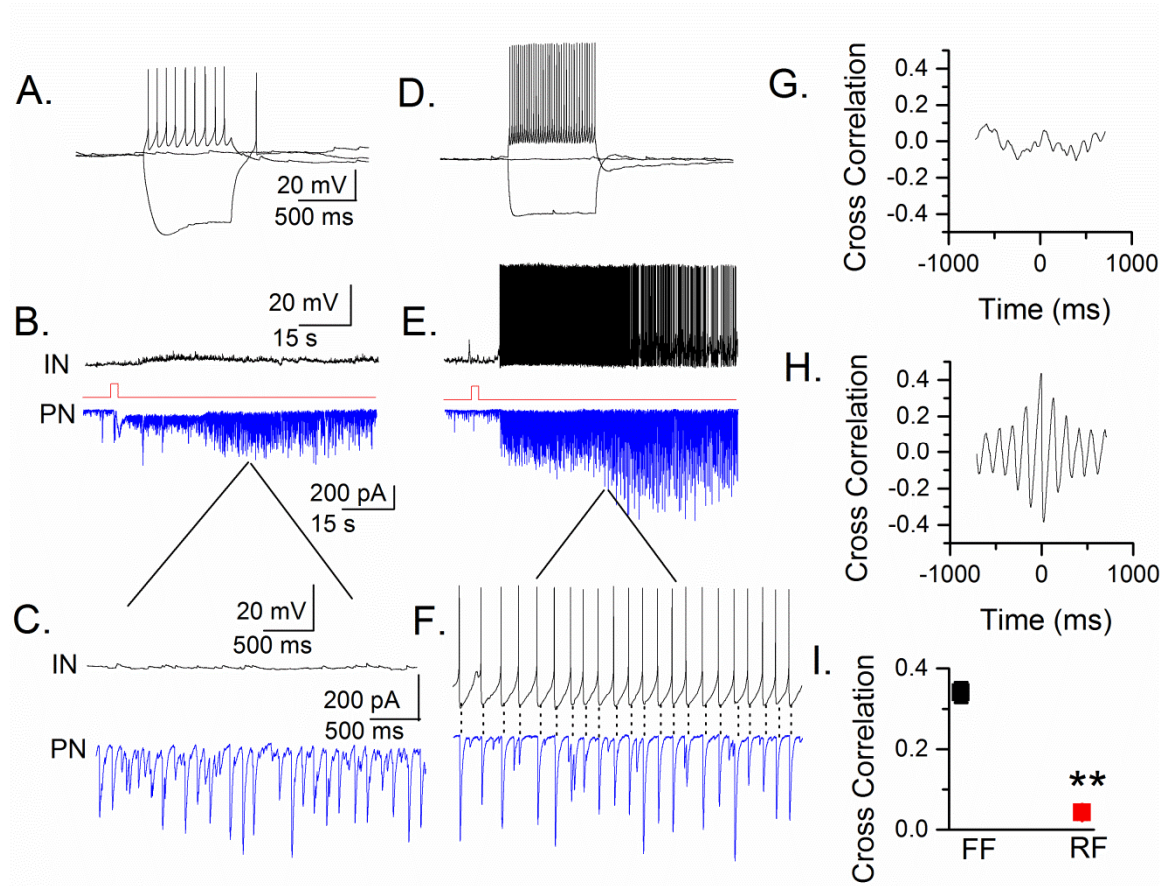 A.
20 mV
500 ms
B.
20 mV
15 s
IN
PN
200 pA
15 s
C.
20 mV
500 ms
IN
200 pA
500 ms
PN
D.
E.
F.
G.
0.4
0.2
0.0
-0.2
-0.4
Cross Correlation
-1000 0 1000
Time (ms)
H.
0.4
0.2
0.0
-0.2
-0.4
Cross Correlation
-1000 0 1000
Time (ms)
I.
0.4
0.2
0.0
Cross Correlation
**
FF RF